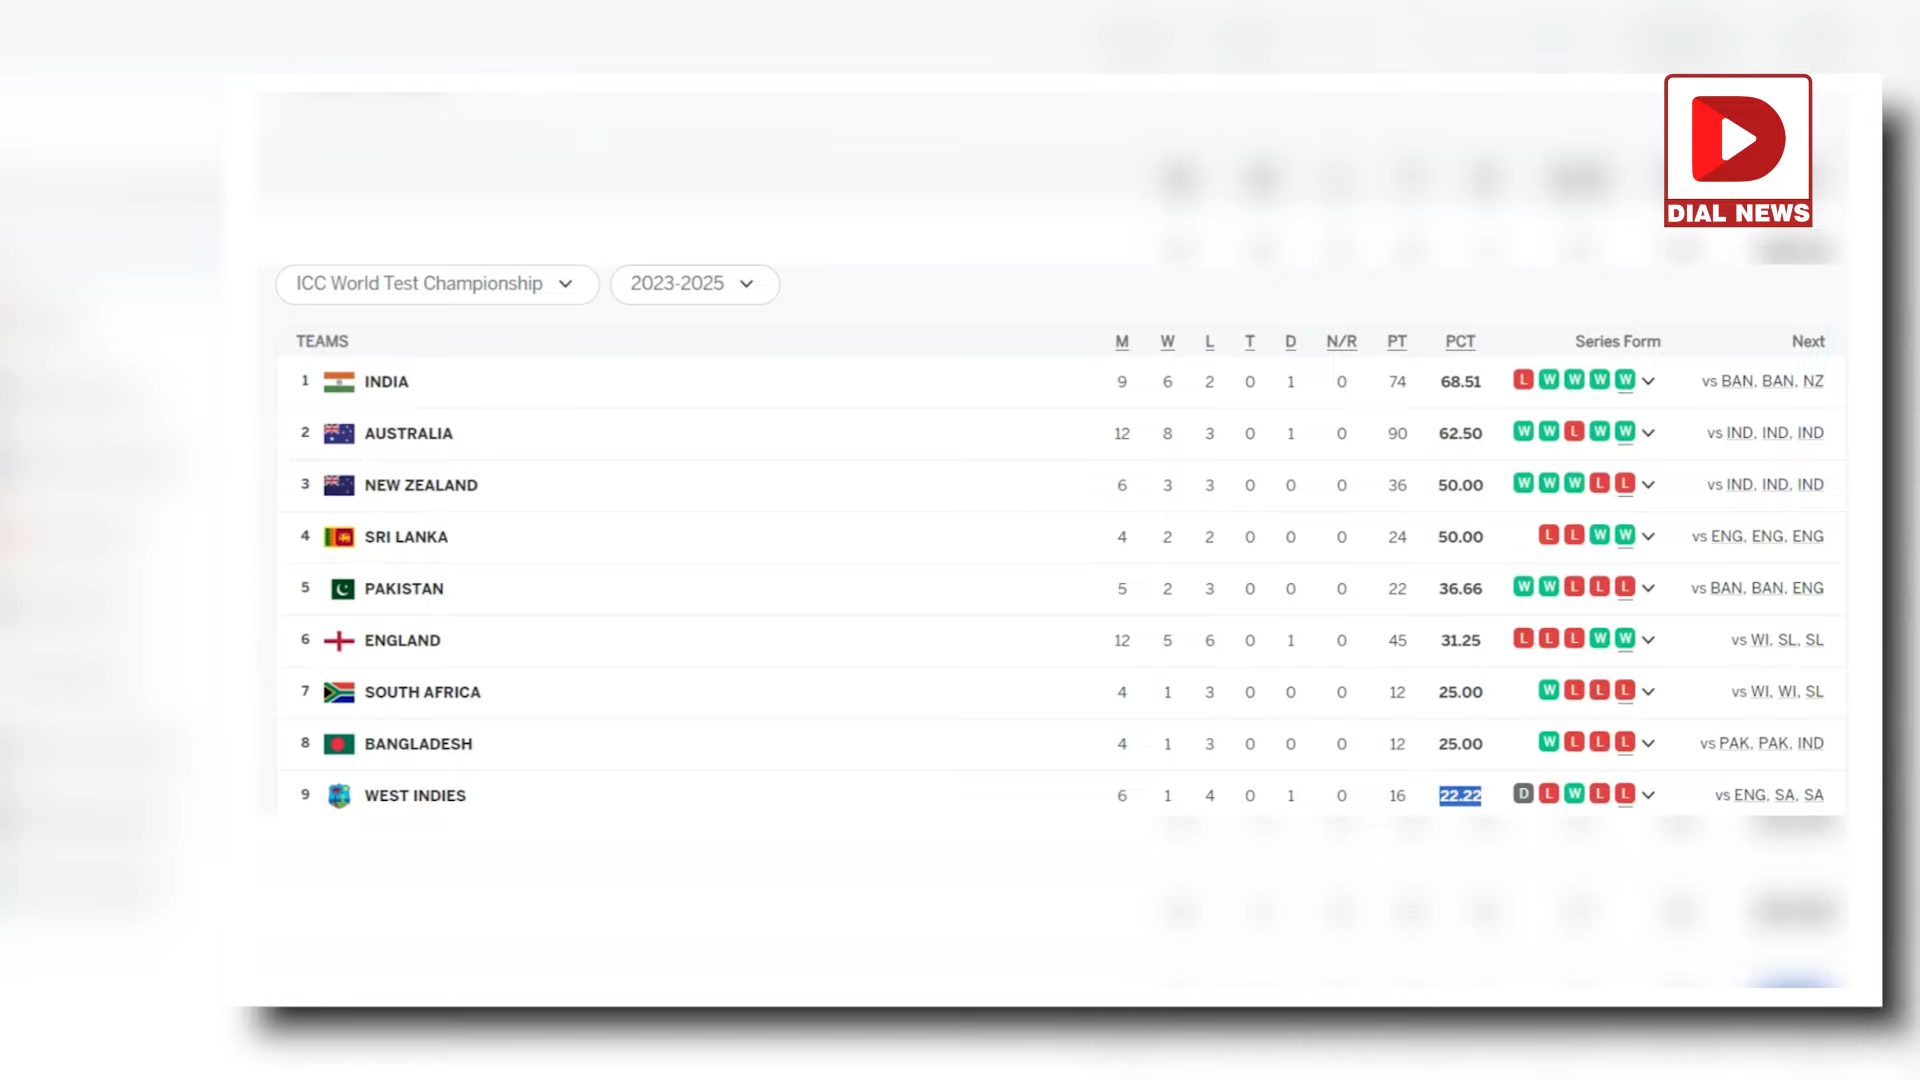 DIAL NEWS
ICC World Test Championship 2023-2025
TEAMS M W L T D N/R PT PCT Series Form Next
1 INDIA 9 6 2 0 1 0 74 68.51 L W W W W vs BAN, BAN, NZ
2 AUSTRALIA 12 8 3 0 1 0 90 62.50 W W L W W vs IND, IND, IND
3 NEW ZEALAND 6 3 3 0 0 0 36 50.00 W W W L L vs IND, IND, IND
4 SRI LANKA 4 2 2 0 0 0 24 50.00 L L W W vs ENG, ENG, ENG
5 PAKISTAN 5 2 3 0 0 0 22 36.66 W W L L L vs BAN, BAN, ENG
6 ENGLAND 12 5 6 0 1 0 45 31.25 L L L W W vs WI, SL, SL
7 SOUTH AFRICA 4 1 3 0 0 0 12 25.00 W L L L vs WI, WI, SL
8 BANGLADESH 4 1 3 0 0 0 12 25.00 W L L L vs PAK, PAK, IND
9 WEST INDIES 6 1 4 0 1 0 16 22.22 D L W L L vs ENG, SA, SA